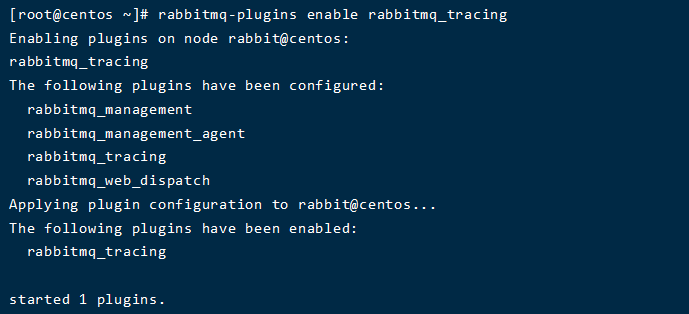 [root@centos ~]# rabbitmq-plugins enable rabbitmq_tracing
Enabling plugins on node rabbit@centos:
rabbitmq_tracing
The following plugins have been configured:
  rabbitmq_management
  rabbitmq_management_agent
  rabbitmq_tracing
  rabbitmq_web_dispatch
Applying plugin configuration to rabbit@centos...
The following plugins have been enabled:
  rabbitmq_tracing

started 1 plugins.